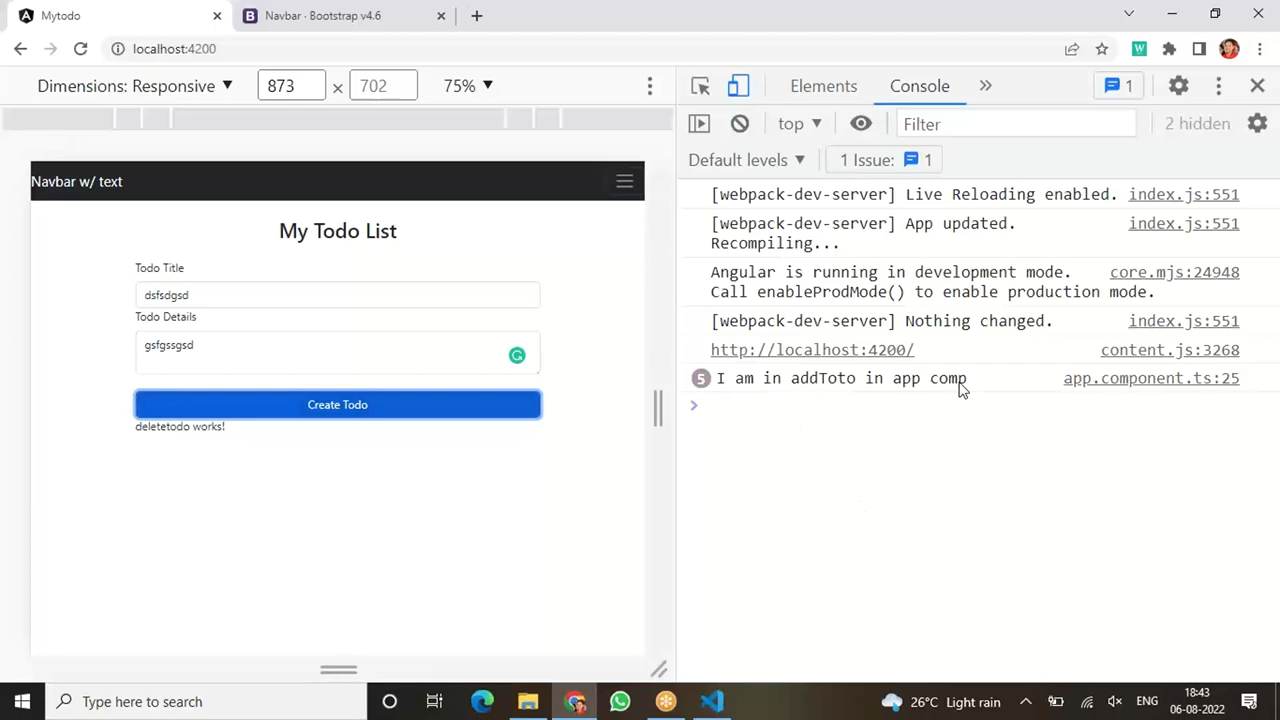 Mytodo
Navbar · Bootstrap v4.6
localhost:4200
W
Dimensions: Responsive
873 × 702
75%
Elements
Console
1
top
Filter
2 hidden
Default levels
1 Issue: 1
[webpack-dev-server] Live Reloading enabled. index.js:551
[webpack-dev-server] App updated. index.js:551
Recompiling...
Angular is running in development mode. core.mjs:24948
Call enableProdMode() to enable production mode.
[webpack-dev-server] Nothing changed. index.js:551
http://localhost:4200/ content.js:3268
5 I am in addToto in app comp app.component.ts:25
Navbar w/ text
My Todo List
Todo Title
dsfsdgsd
Todo Details
gsfgssgsd
Create Todo
deletetodo works!
Type here to search
26°C Light rain
ENG
18:43
06-08-2022